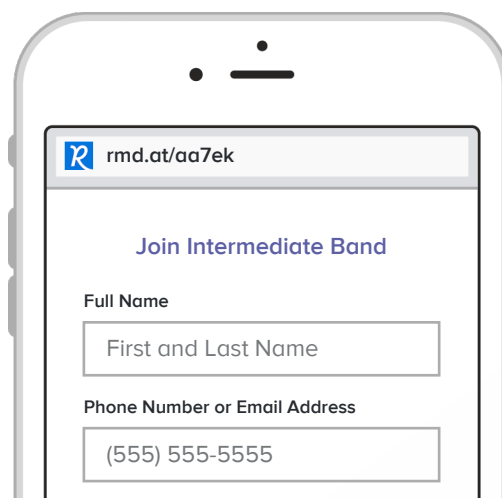 R rmd.at/aa7ek
Join Intermediate Band
Full Name
First and Last Name
Phone Number or Email Address
(555) 555-5555